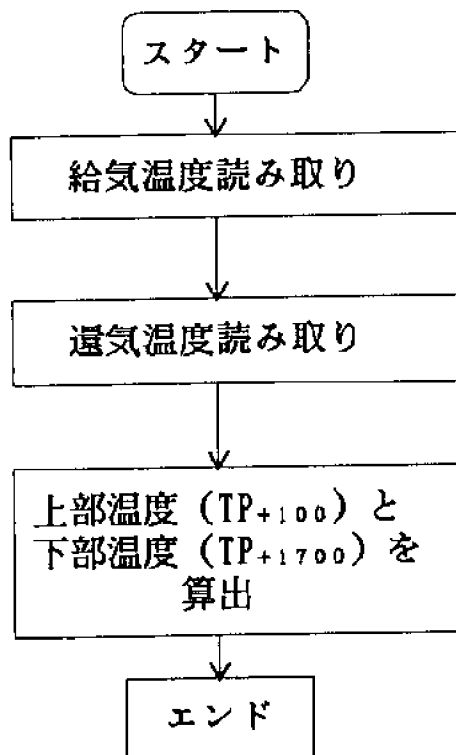 スタート
給気温度読み取り
還気温度読み取り
上部温度（TP+100）と
下部温度（TP+1700）を
算出
エンド